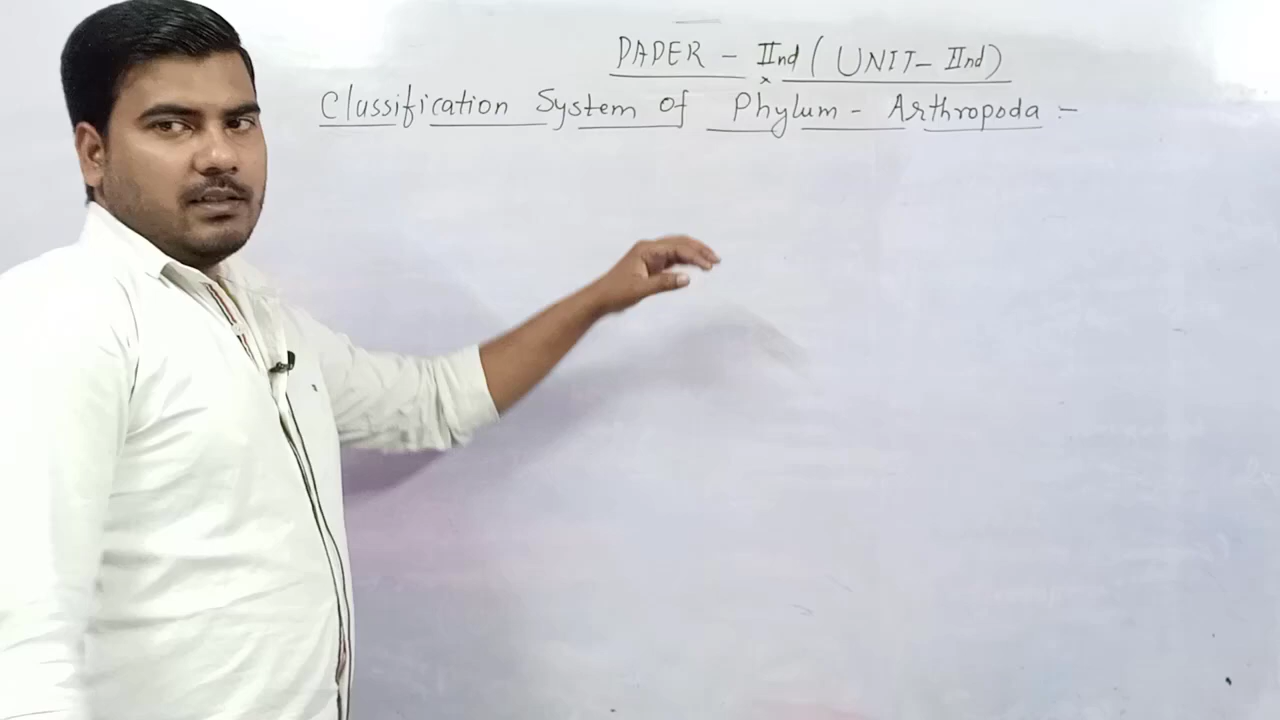 PAPER - IInd ( UNIT- IInd)
Classification System of Phylum - Arthropoda :-